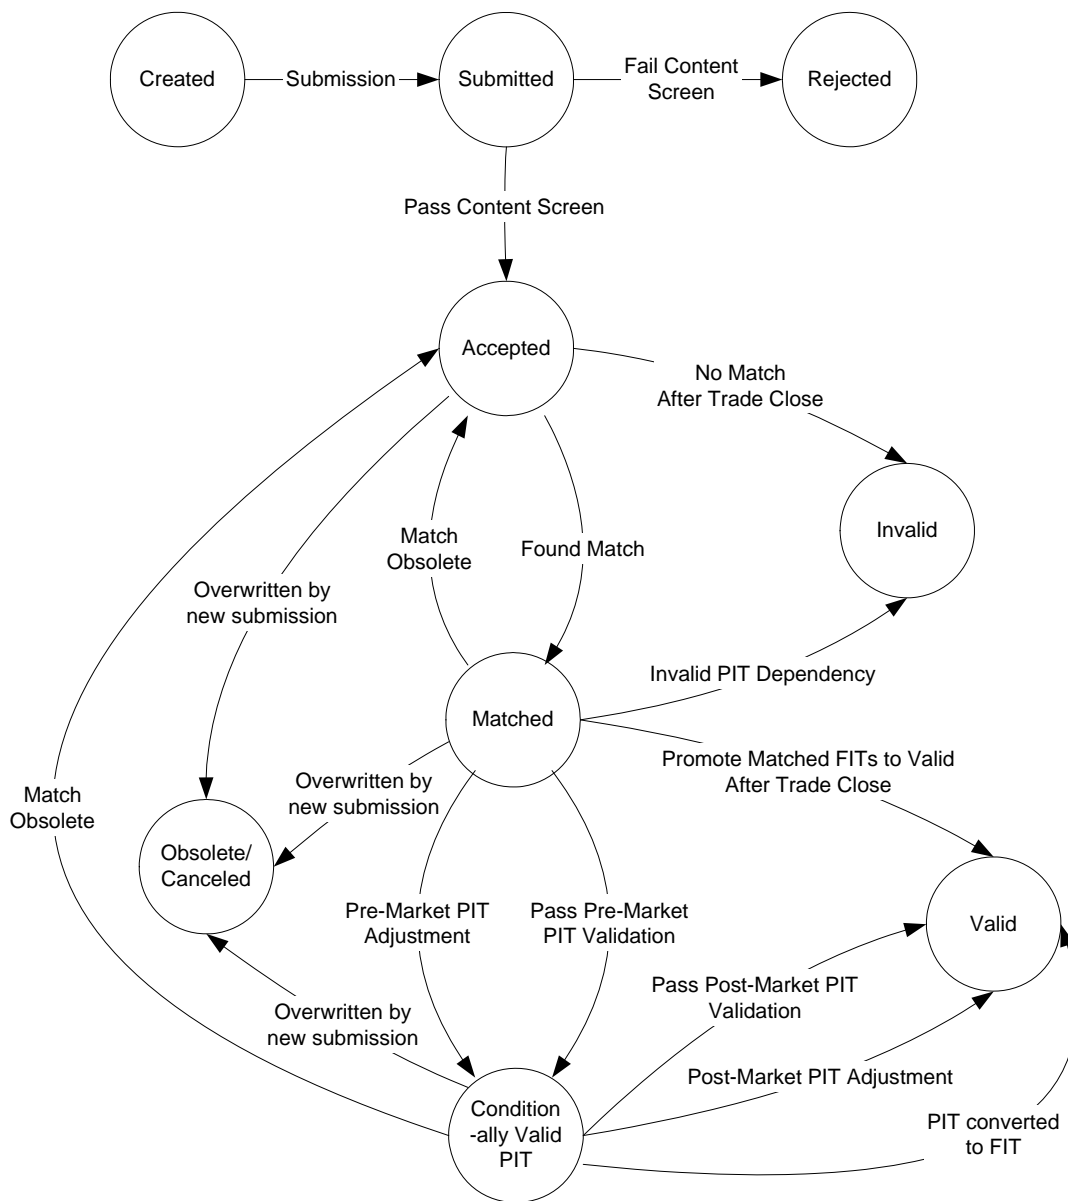 Created
Submission
Submitted
Fail Content
Screen
Rejected
Pass Content Screen
Accepted
No Match
After Trade Close
Invalid
Match
Obsolete
Found Match
Overwritten by
new submission
Invalid PIT Dependency
Matched
Promote Matched FITs to Valid
After Trade Close
Overwritten by
new submission
Match
Obsolete
Obsolete/
Canceled
Pre-Market PIT
Adjustment
Pass Pre-Market
PIT Validation
Valid
Pass Post-Market PIT
Validation
Overwritten by
new submission
Post-Market PIT Adjustment
Condition
-ally Valid
PIT
PIT converted
to FIT